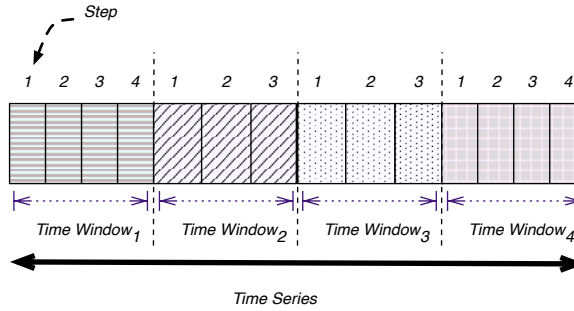 Step
1 2 3 4 1 2 3 1 2 3 1 2 3 4
Time Window1 Time Window2 Time Window3 Time Window4
Time Series